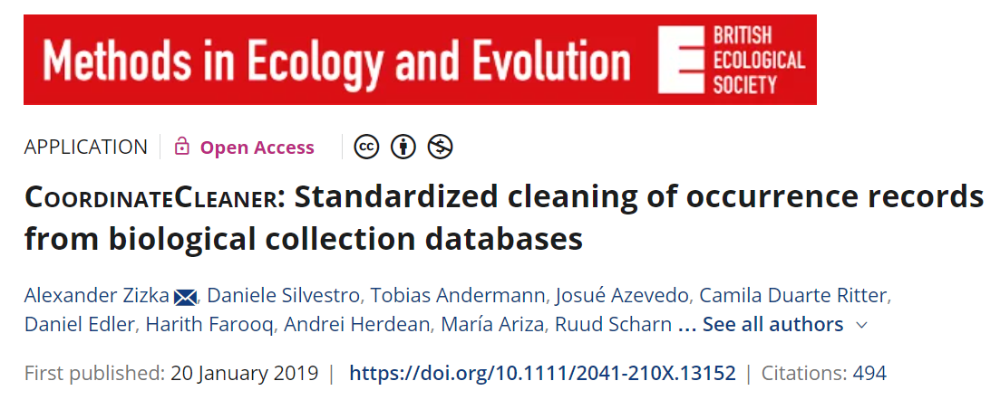 Methods in Ecology and Evolution
BRITISH
ECOLOGICAL
SOCIETY
APPLICATION Open Access cc
CoordinateCleaner: Standardized cleaning of occurrence records
from biological collection databases
Alexander Zizka, Daniele Silvestro, Tobias Andermann, Josué Azevedo, Camila Duarte Ritter,
Daniel Edler, Harith Farooq, Andrei Herdean, María Ariza, Ruud Scharn ... See all authors
First published: 20 January 2019 | https://doi.org/10.1111/2041-210X.13152 | Citations: 494